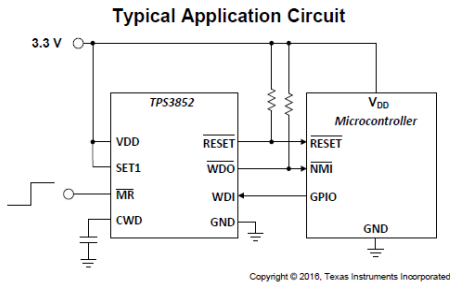 Typical Application Circuit
3.3 V
TPS3852
VDD
SET1
MR
CWD
RESET
WDO
WDI
GND
VDD
Microcontroller
RESET
NMI
GPIO
GND
Copyright © 2016, Texas Instruments Incorporated